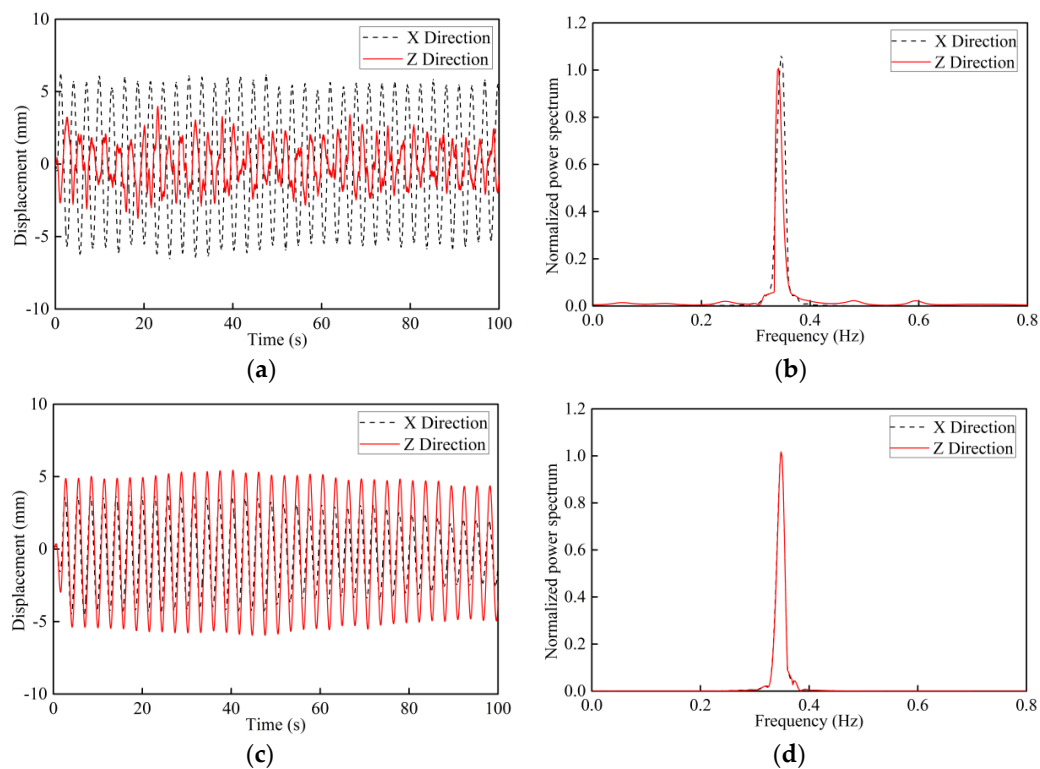 10
5
0
-5
-10
Displacement (mm)
X Direction
Z Direction
0 20 40 60 80 100
Time (s)
(a)
1.2
1.0
0.8
0.6
0.4
0.2
0.0
Normalized power spectrum
X Direction
Z Direction
0.0 0.2 0.4 0.6 0.8
Frequency (Hz)
(b)
10
5
0
-5
-10
Displacement (mm)
X Direction
Z Direction
0 20 40 60 80 100
Time (s)
(c)
1.2
1.0
0.8
0.6
0.4
0.2
0.0
Normalized power spectrum
X Direction
Z Direction
0.0 0.2 0.4 0.6 0.8
Frequency (Hz)
(d)